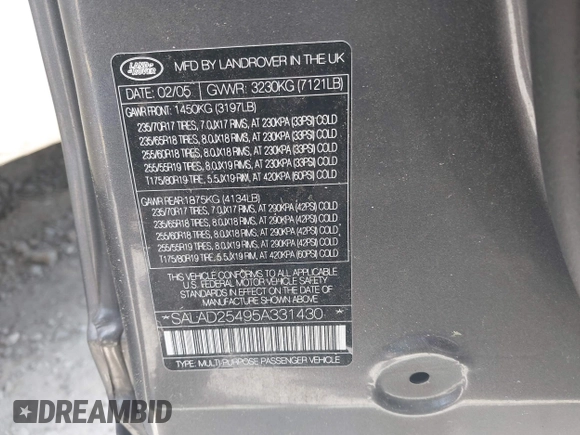 LAND ROVER
MFD BY LANDROVER IN THE UK
DATE: 02/05 GVWR: 3230KG (7121LB)
GAWR FRONT: 1450KG (3197LB)
235/70R17 TIRES, 7.0JX17 RIMS, AT 230KPA (33PSI) COLD
235/65R18 TIRES, 8.0JX18 RIMS, AT 230KPA (33PSI) COLD
255/60R18 TIRES, 8.0JX18 RIMS, AT 230KPA (33PSI) COLD
255/55R19 TIRES, 8.0JX19 RIMS, AT 230KPA (33PSI) COLD
T175/80R19 TIRE, 5.5JX19 RIM, AT 420KPA (60PSI) COLD
GAWR REAR: 1875KG (4134LB)
235/70R17 TIRES, 7.0JX17 RIMS, AT 290KPA (42PSI) COLD
235/65R18 TIRES, 8.0JX18 RIMS, AT 290KPA (42PSI) COLD
255/60R18 TIRES, 8.0JX18 RIMS, AT 290KPA (42PSI) COLD
255/55R19 TIRES, 8.0JX19 RIMS, AT 290KPA (42PSI) COLD
T175/80R19 TIRE, 5.5JX19 RIM, AT 420KPA (60PSI) COLD
THIS VEHICLE CONFORMS TO ALL APPLICABLE
U.S. FEDERAL MOTOR VEHICLE SAFETY
STANDARDS IN EFFECT ON THE DATE OF
MANUFACTURE SHOWN ABOVE
*SALAD25495A331430*
TYPE: MULTI PURPOSE PASSENGER VEHICLE
DREAMBID